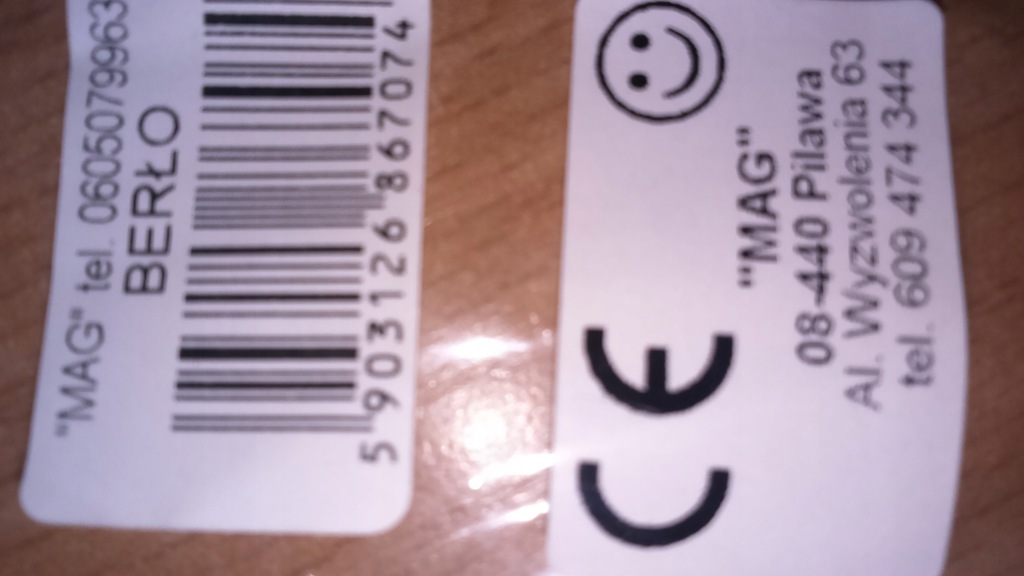 "MAG" tel. 0605079963
BERŁO
5 903126 867074
CE
"MAG"
08-440 Pilawa
Al. Wyzwolenia 63
tel. 609 474 344